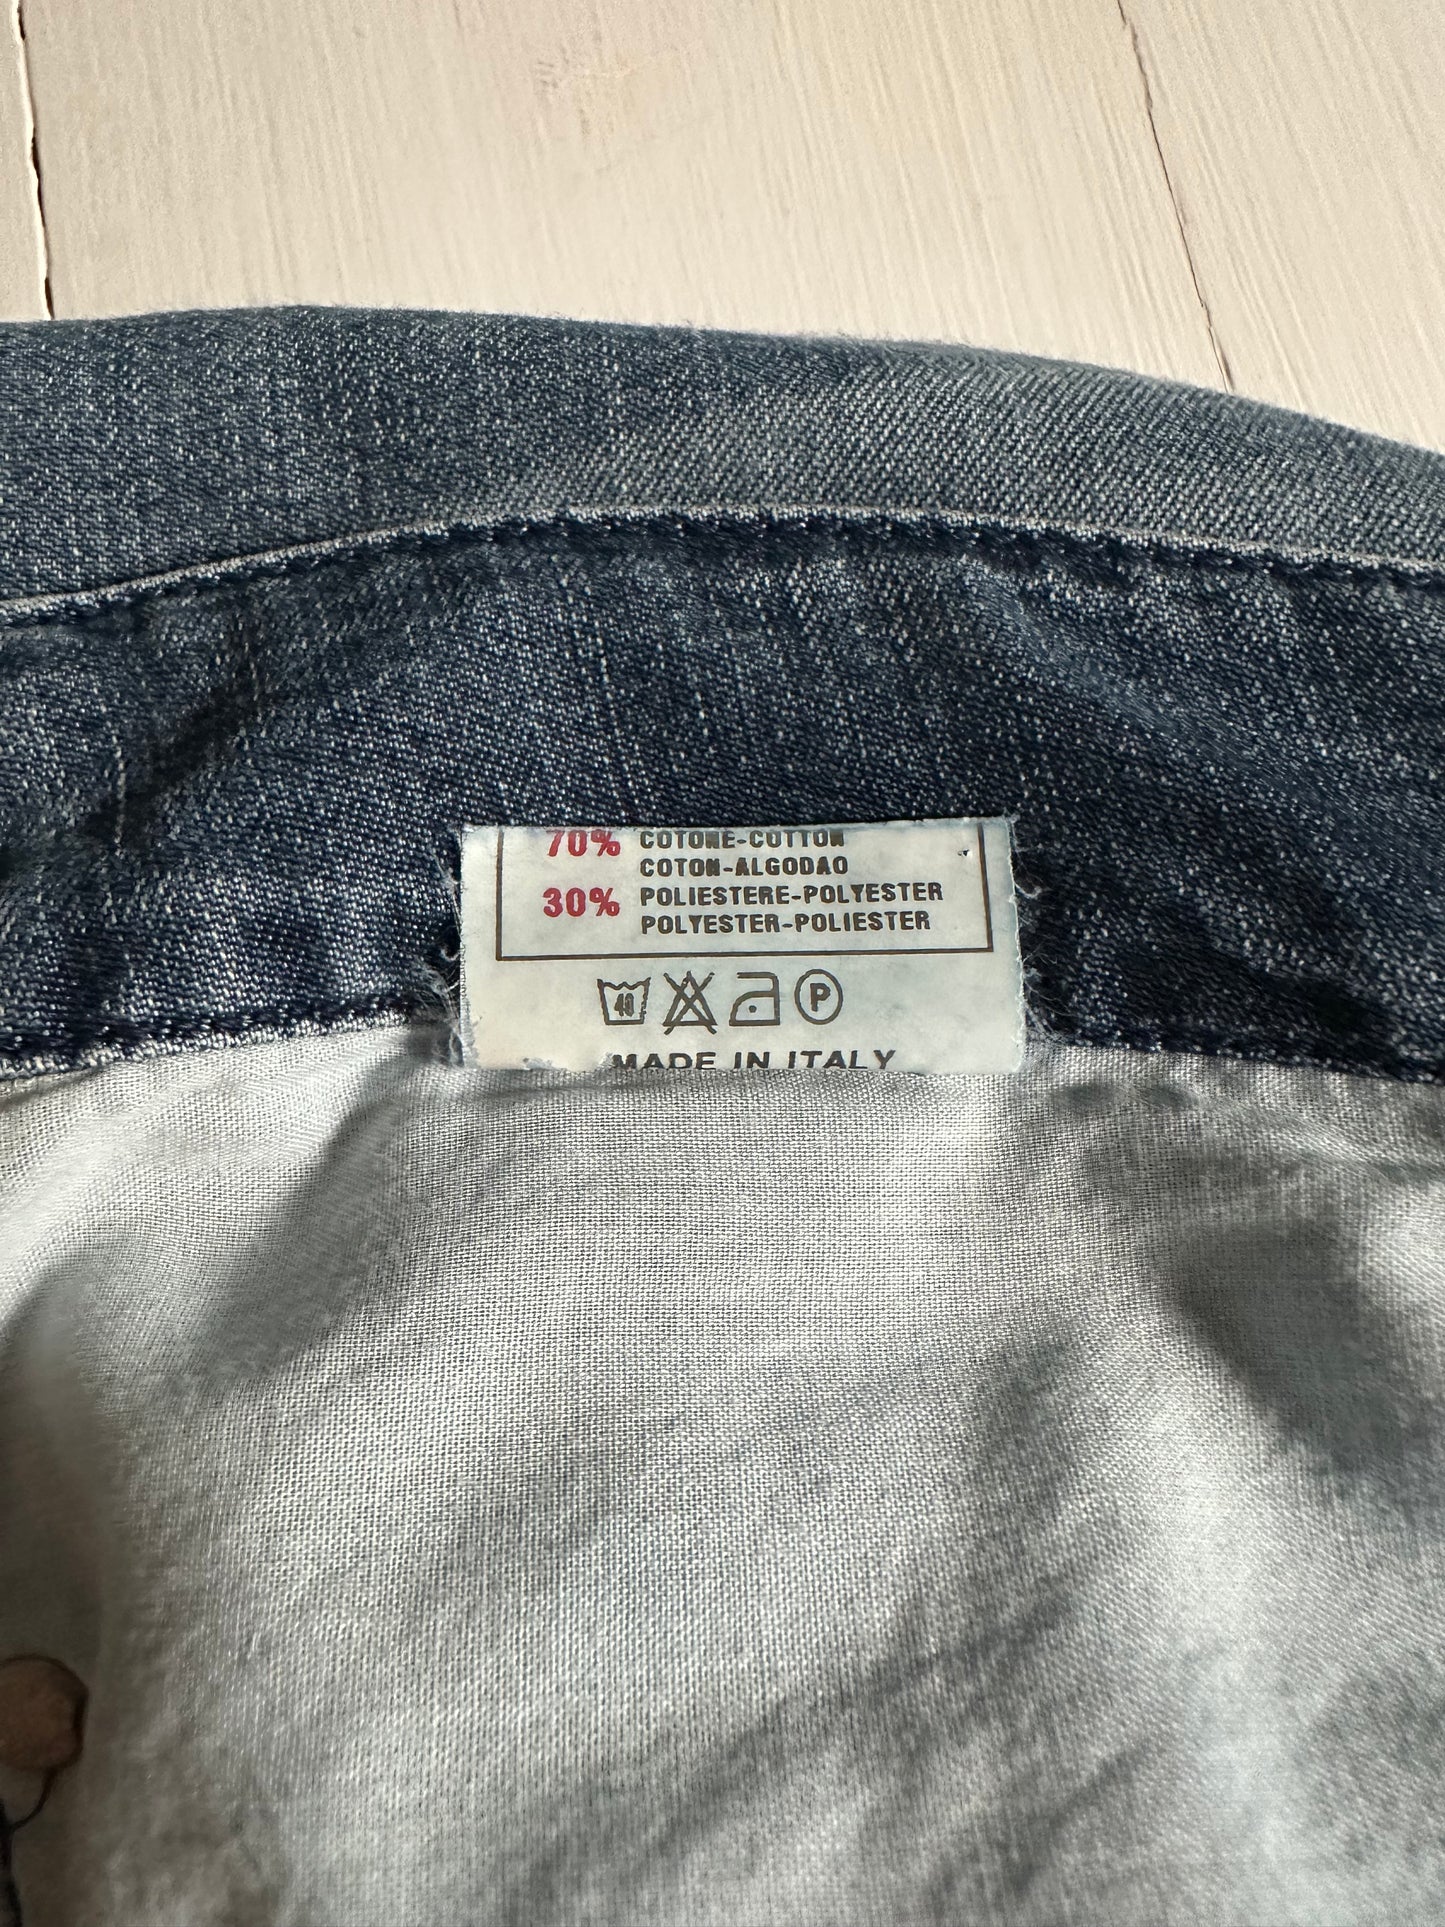 70% COTONE-COTTON
COTON-ALGODAO
30% POLIESTERE-POLYESTER
POLYESTER-POLIESTER
40 P
MADE IN ITALY